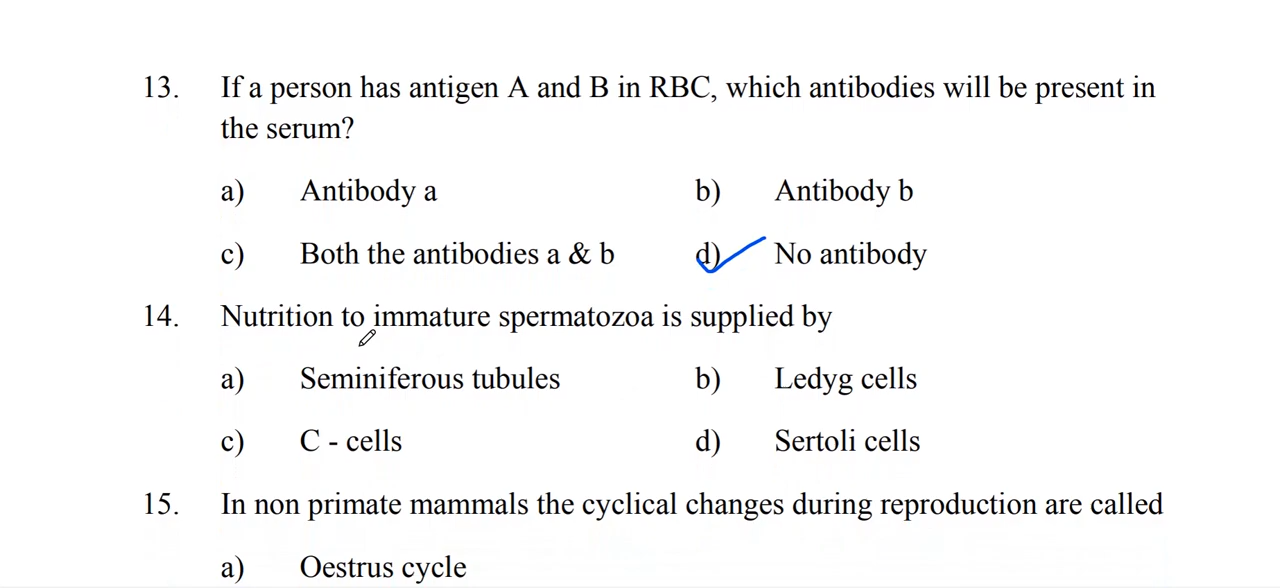 13. If a person has antigen A and B in RBC, which antibodies will be present in
the serum?
a) Antibody a b) Antibody b
c) Both the antibodies a & b d) No antibody
14. Nutrition to immature spermatozoa is supplied by
a) Seminiferous tubules b) Ledyg cells
c) C - cells d) Sertoli cells
15. In non primate mammals the cyclical changes during reproduction are called
a) Oestrus cycle